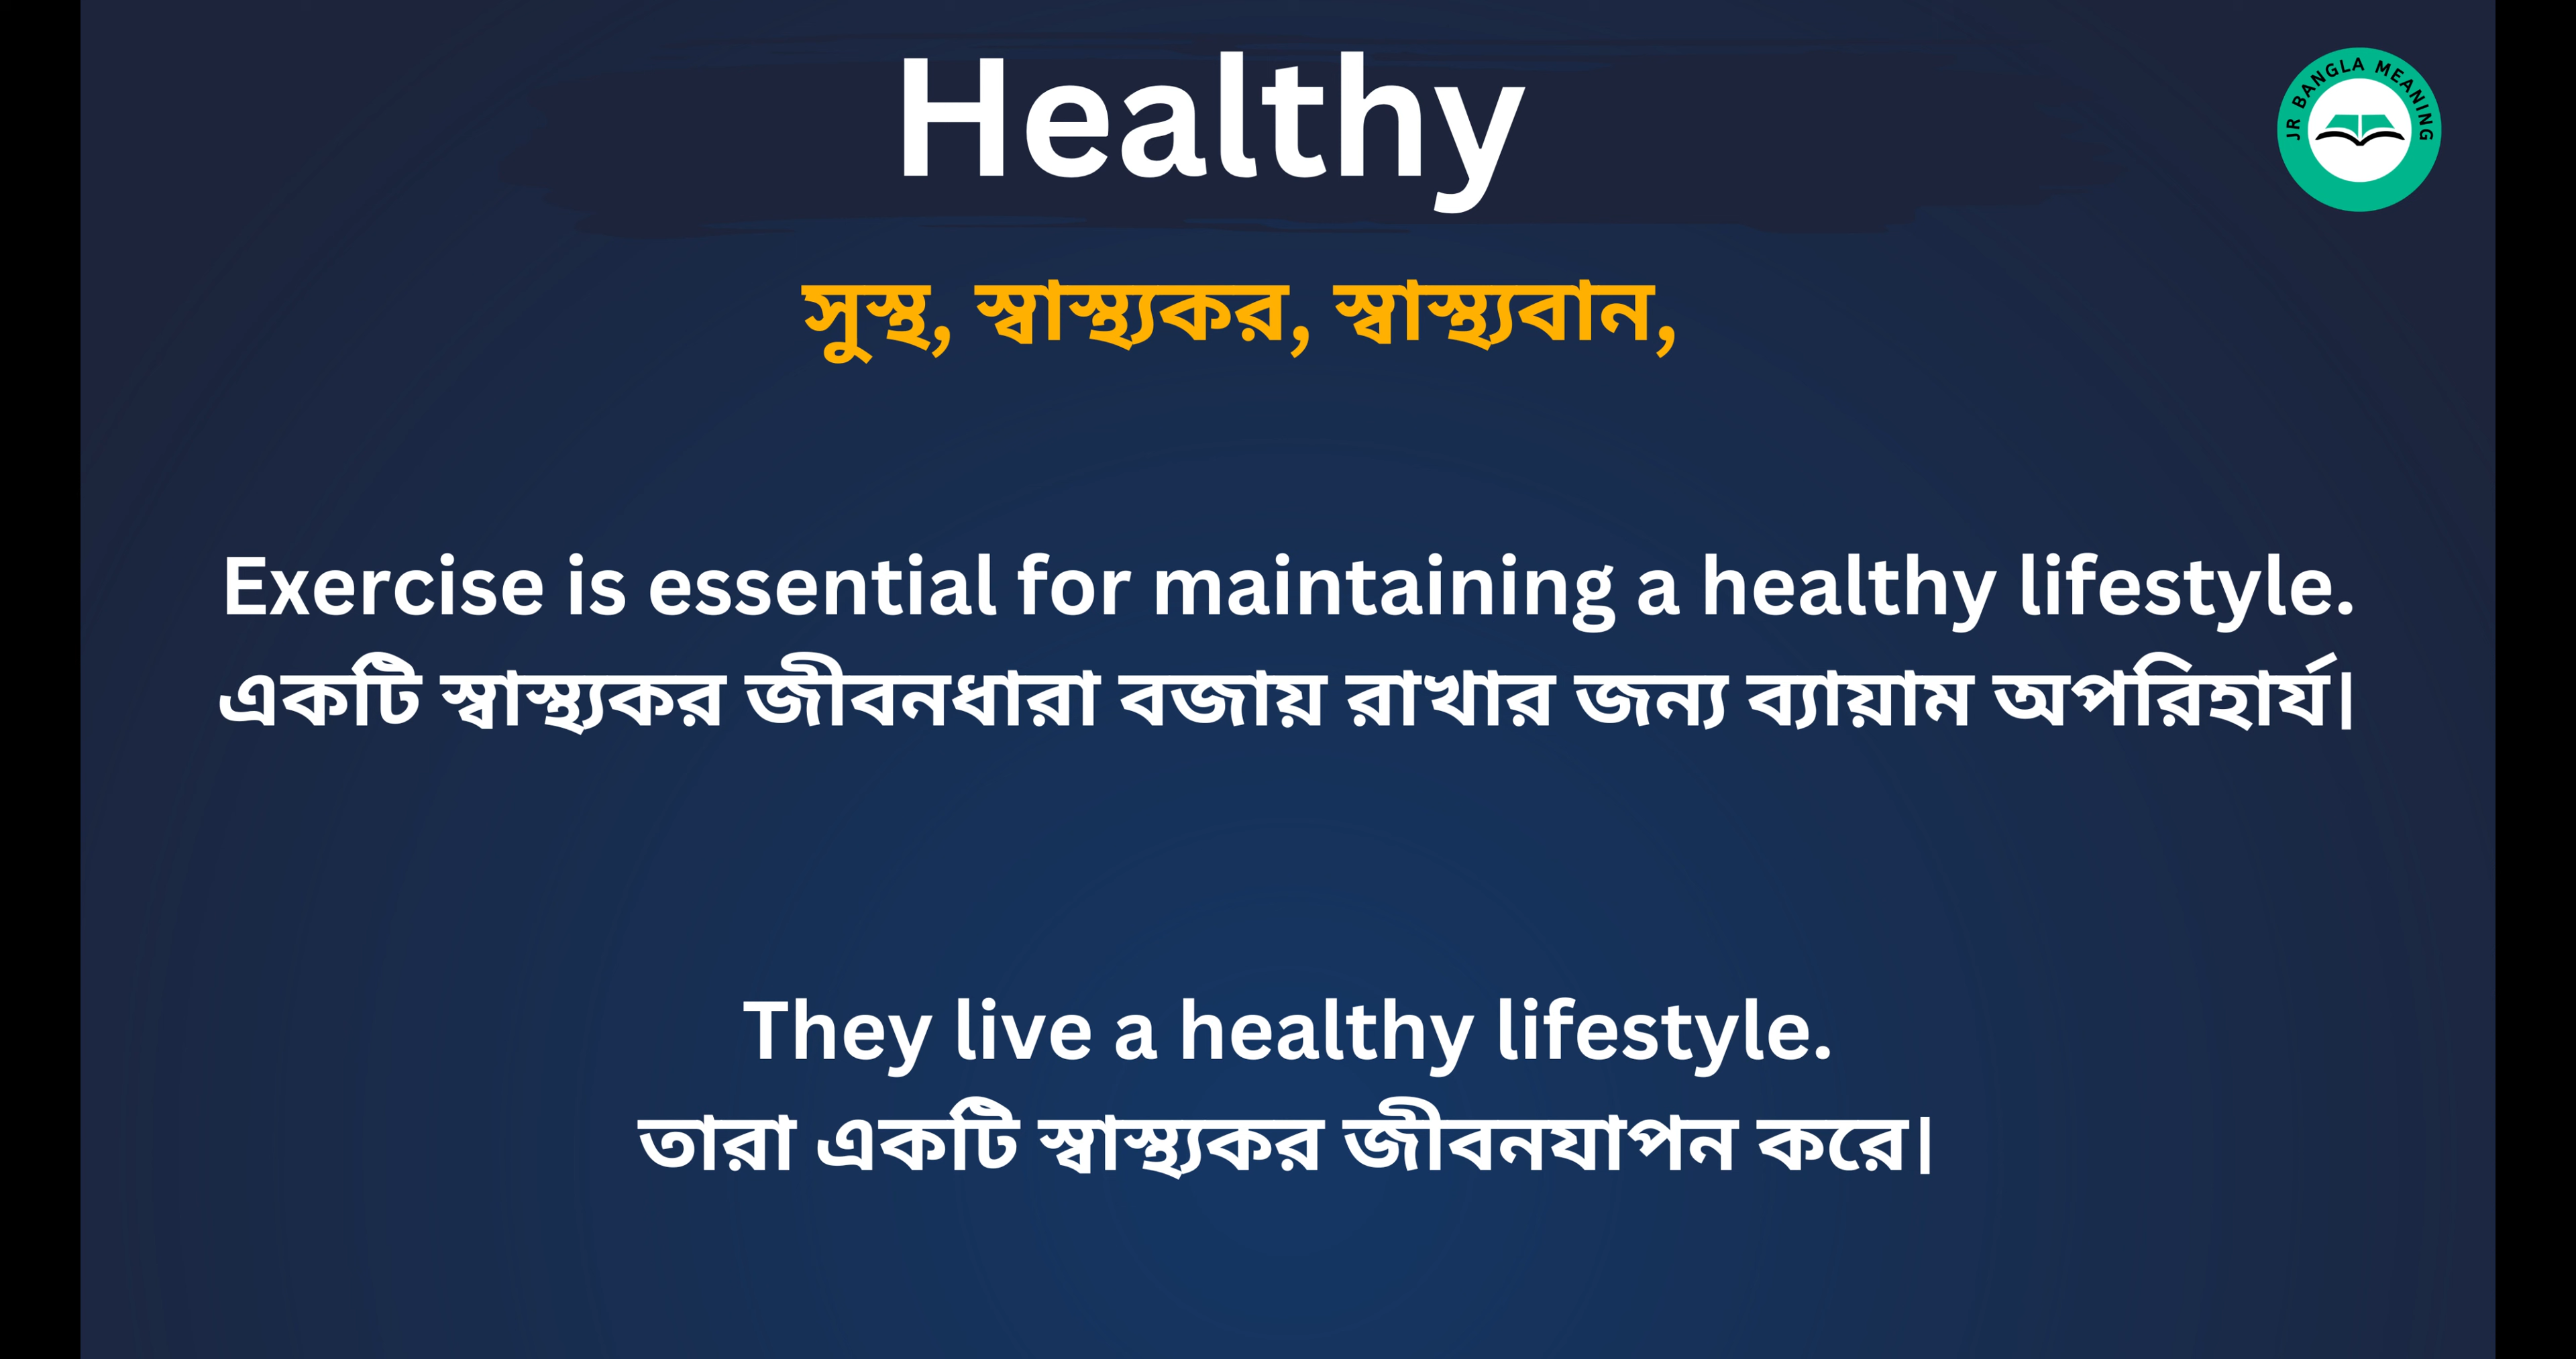 Healthy
JR BANGLA MEANING
সুস্থ, স্বাস্থ্যকর, স্বাস্থ্যবান,
Exercise is essential for maintaining a healthy lifestyle.
একটি স্বাস্থ্যকর জীবনধারা বজায় রাখার জন্য ব্যায়াম অপরিহার্য।
They live a healthy lifestyle.
তারা একটি স্বাস্থ্যকর জীবনযাপন করে।